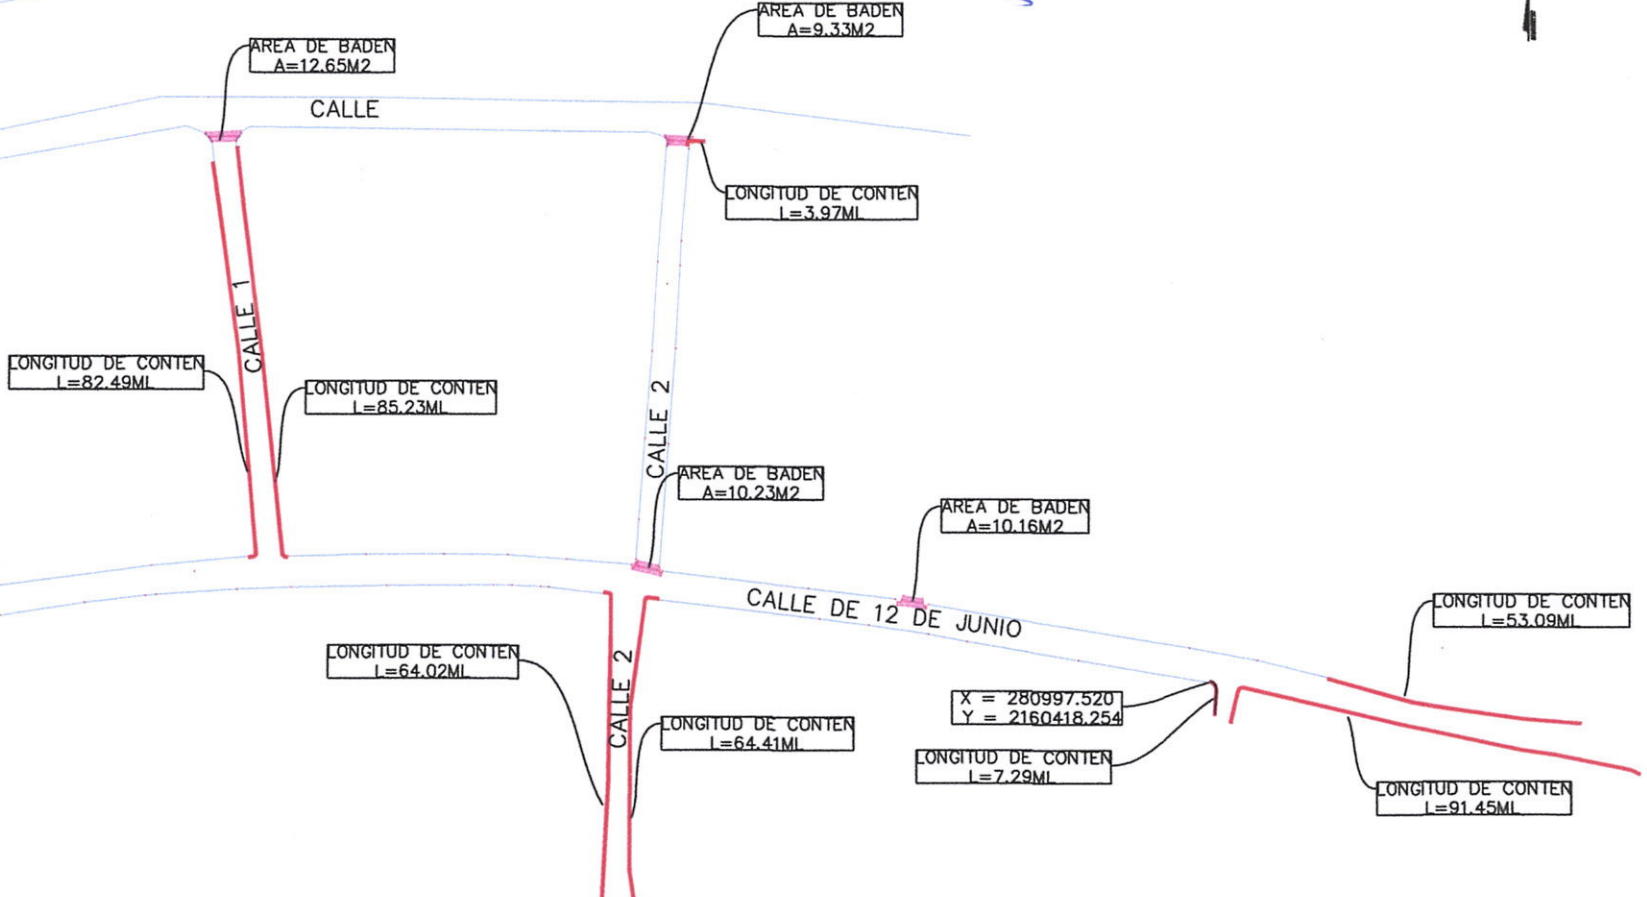 AREA DE BADEN
A=9.33M2
AREA DE BADEN
A=12.65M2
CALLE
LONGITUD DE CONTEN
L=3.97ML
CALLE 1
LONGITUD DE CONTEN
L=82.49ML
LONGITUD DE CONTEN
L=85.23ML
CALLE 2
AREA DE BADEN
A=10.23M2
AREA DE BADEN
A=10.16M2
CALLE DE 12 DE JUNIO
LONGITUD DE CONTEN
L=53.09ML
LONGITUD DE CONTEN
L=64.02ML
CALLE 2
X = 280997.520
Y = 2160418.254
LONGITUD DE CONTEN
L=64.41ML
LONGITUD DE CONTEN
L=7.29ML
LONGITUD DE CONTEN
L=91.45ML